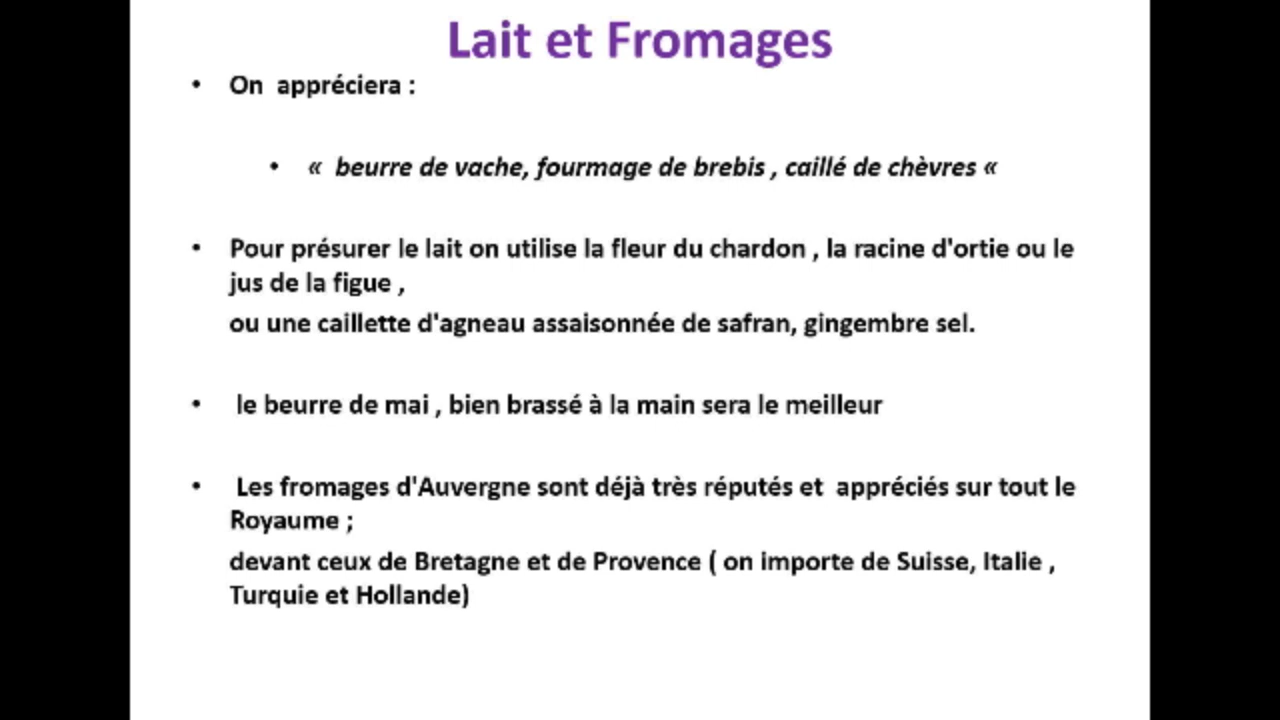 Lait et Fromages
• On appréciera :
• « beurre de vache, fourmage de brebis , caillé de chèvres «
• Pour présurer le lait on utilise la fleur du chardon , la racine d'ortie ou le
jus de la figue ,
ou une caillette d'agneau assaisonnée de safran, gingembre sel.
• le beurre de mai , bien brassé à la main sera le meilleur
• Les fromages d'Auvergne sont déjà très réputés et appréciés sur tout le
Royaume ;
devant ceux de Bretagne et de Provence ( on importe de Suisse, Italie ,
Turquie et Hollande)